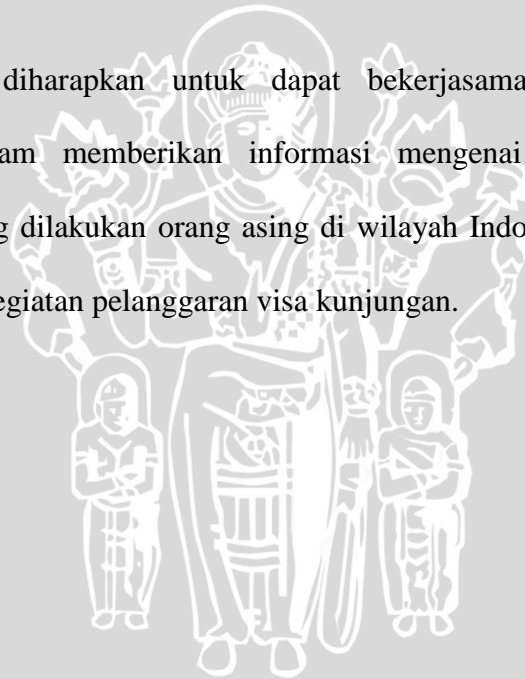 diharapkan untuk dapat bekerjasama
am memberikan informasi mengenai
g dilakukan orang asing di wilayah Indo
egiatan pelanggaran visa kunjungan.